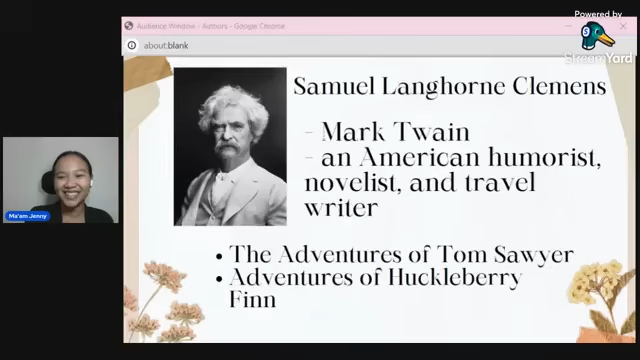 Powered by
StreamYard
Audience Window - Authors - Google Chrome
about:blank
Samuel Langhorne Clemens
- Mark Twain
- an American humorist,
novelist, and travel
writer
• The Adventures of Tom Sawyer
• Adventures of Huckleberry
Finn
Ma'am Jenny